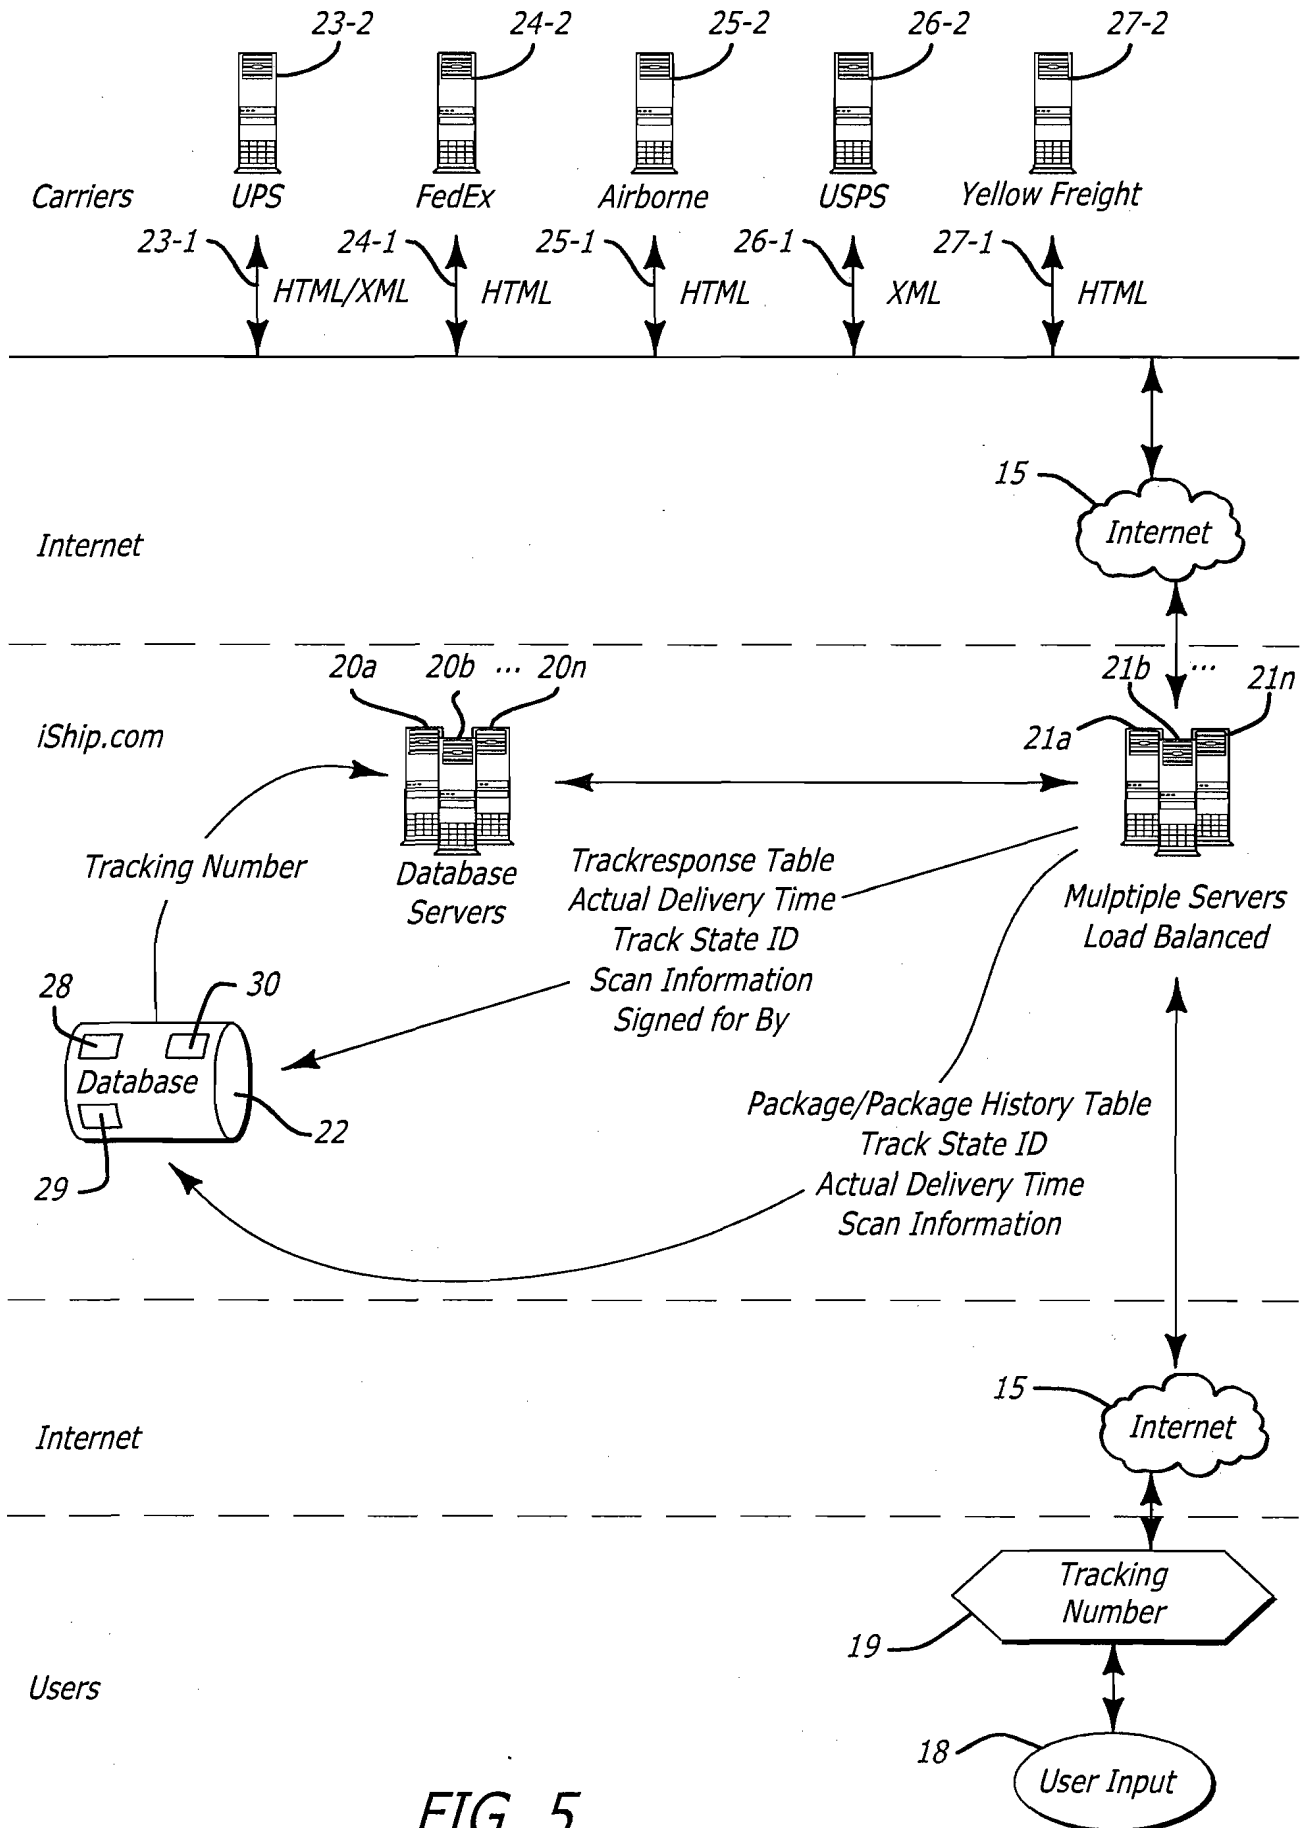 23-2 24-2 25-2 26-2 27-2
Carriers UPS FedEx Airborne USPS Yellow Freight
23-1 24-1 25-1 26-1 27-1
HTML/XML HTML HTML XML HTML
15
Internet Internet
20a 20b ... 20n 21b ... 21n
iShip.com 21a
Tracking Number
Database
Servers
Trackresponse Table
Actual Delivery Time
Track State ID
Scan Information
Signed for By
Mulptiple Servers
Load Balanced
28 30
Database
22
29
Package/Package History Table
Track State ID
Actual Delivery Time
Scan Information
15
Internet Internet
Tracking
Number
19
Users
18
User Input
FIG. 5